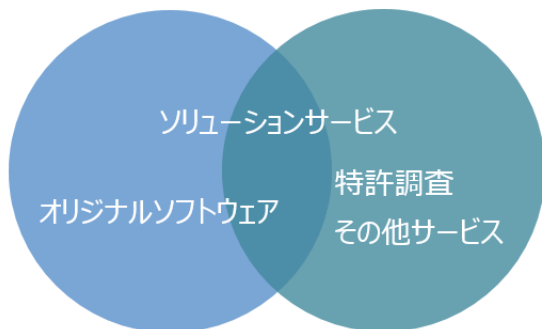 ソリューションサービス
オリジナルソフトウェア
特許調査
その他サービス